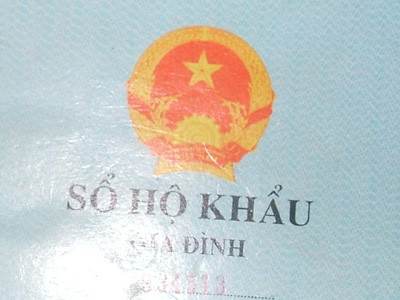 SỔ HỘ KHẨU
GIA ĐÌNH